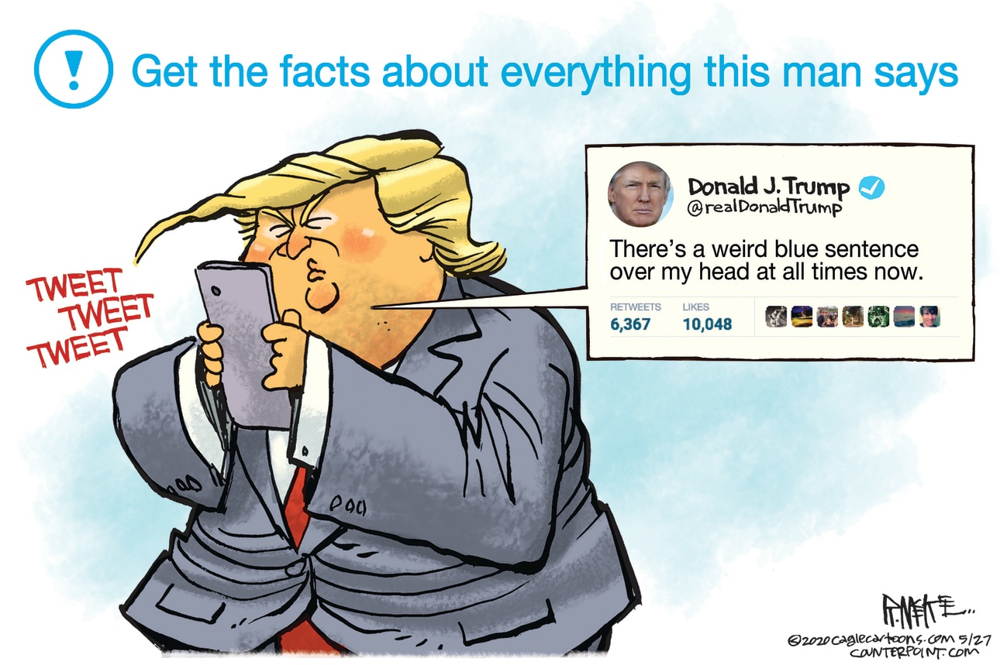 ! Get the facts about everything this man says
TWEET
TWEET
TWEET
Donald J. Trump
@realDonaldTrump
There's a weird blue sentence
over my head at all times now.
RETWEETS LIKES
6,367 10,048
©2020 caglecartoons.com 5/27
COUNTERPOINT.COM